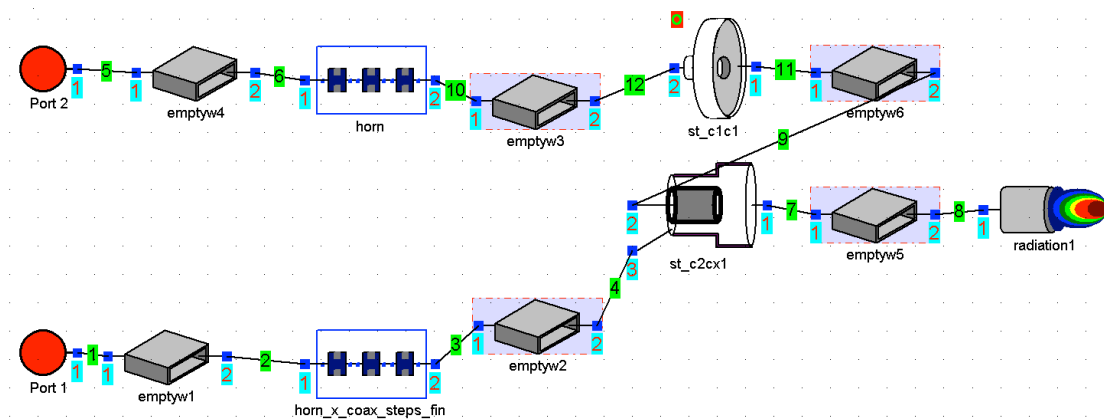 o
5
6
10
12
11
1
1
2
1
2
1
2
2
1
1
2
Port 2
emptyw4
horn
emptyw3
st_c1c1
emptyw6
9
7
8
2
1
1
2
1
3
st_c2cx1
emptyw5
radiation1
4
1
2
3
1
1
2
1
2
1
2
Port 1
emptyw1
horn_x_coax_steps_fin
emptyw2